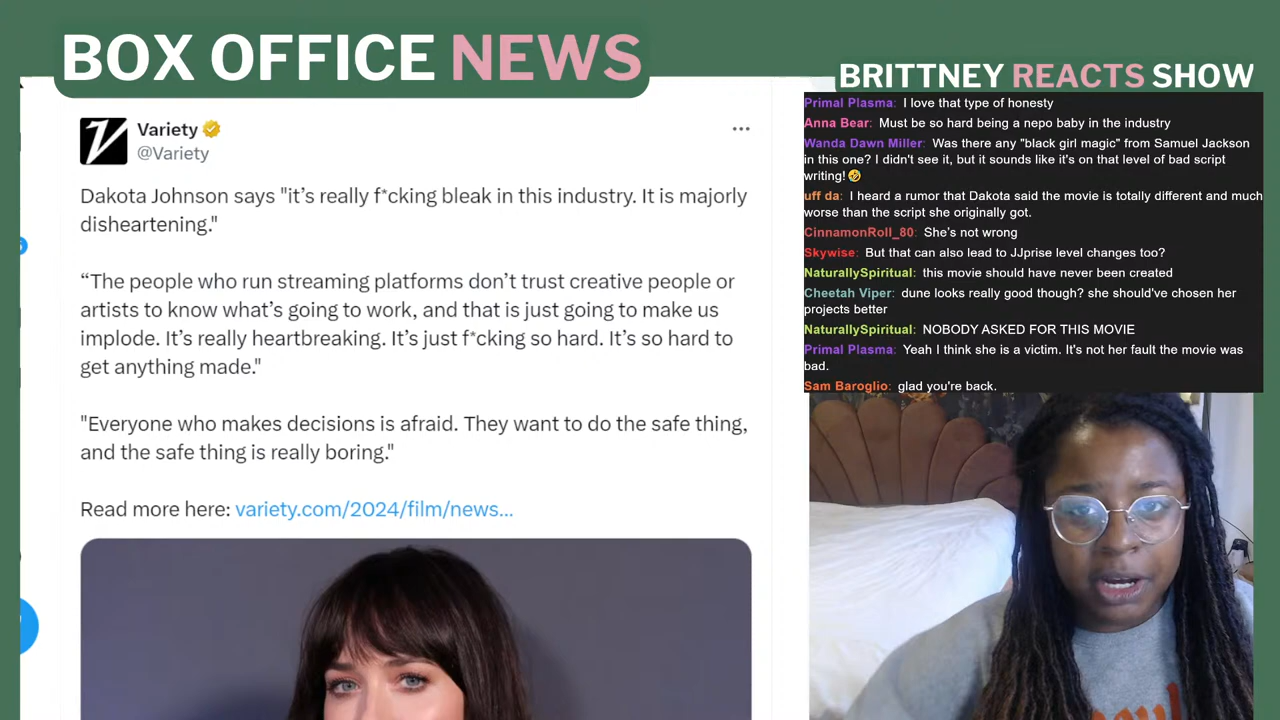 BOX OFFICE NEWS
BRITTNEY REACTS SHOW
Variety
@Variety
Dakota Johnson says "it’s really f*cking bleak in this industry. It is majorly
disheartening."
“The people who run streaming platforms don’t trust creative people or
artists to know what’s going to work, and that is just going to make us
implode. It’s really heartbreaking. It’s just f*cking so hard. It’s so hard to
get anything made."
"Everyone who makes decisions is afraid. They want to do the safe thing,
and the safe thing is really boring."
Read more here: variety.com/2024/film/news...
Primal Plasma: I love that type of honesty
Anna Bear: Must be so hard being a nepo baby in the industry
Wanda Dawn Miller: Was there any "black girl magic" from Samuel Jackson
in this one? I didn't see it, but it sounds like it's on that level of bad script
writing!🤣
uff da: I heard a rumor that Dakota said the movie is totally different and much
worse than the script she originally got.
CinnamonRoll_80: She’s not wrong
Skywise: But that can also lead to JJprise level changes too?
NaturallySpiritual: this movie should have never been created
Cheetah Viper: dune looks really good though? she should've chosen her
projects better
NaturallySpiritual: NOBODY ASKED FOR THIS MOVIE
Primal Plasma: Yeah I think she is a victim. It's not her fault the movie was
bad.
Sam Baroglio: glad you're back.